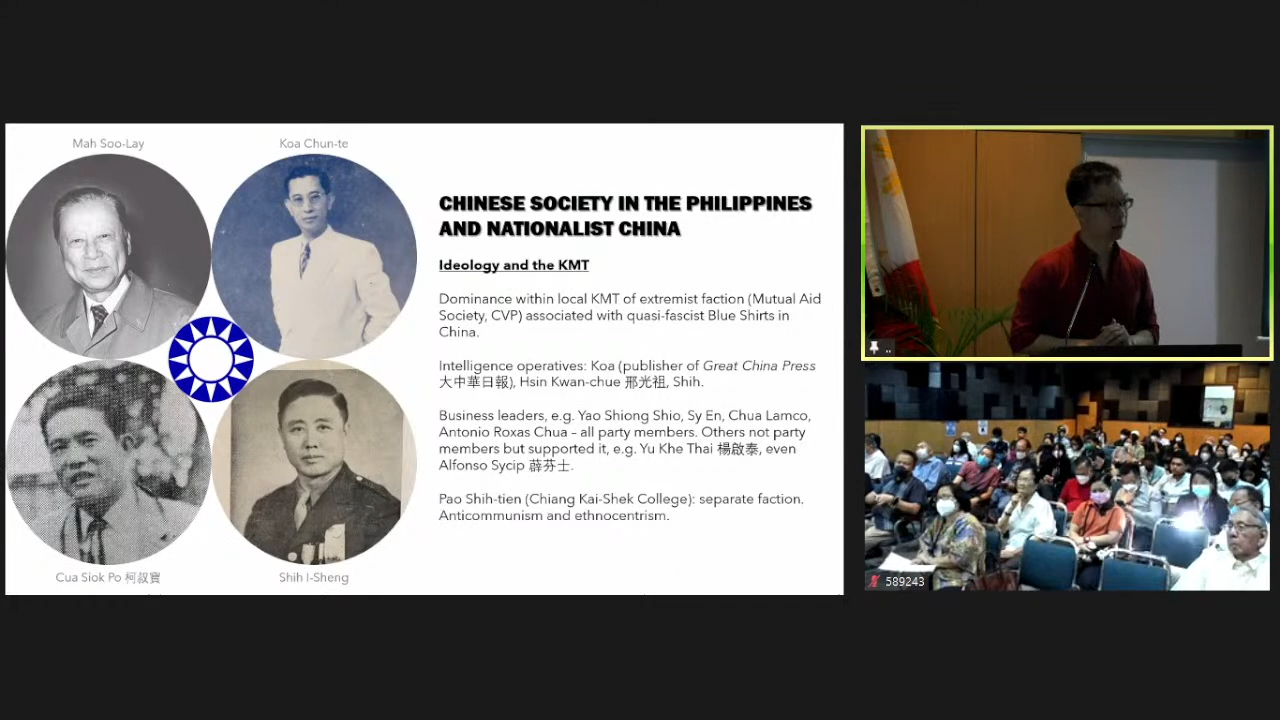 Mah Soo-Lay
Koa Chun-te
CHINESE SOCIETY IN THE PHILIPPINES
AND NATIONALIST CHINA
Ideology and the KMT
Dominance within local KMT of extremist faction (Mutual Aid
Society, CVP) associated with quasi-fascist Blue Shirts in
China.
Intelligence operatives: Koa (publisher of Great China Press
大中華日報), Hsin Kwan-chue 邢光祖, Shih.
Business leaders, e.g. Yao Shiong Shio, Sy En, Chua Lamco,
Antonio Roxas Chua – all party members. Others not party
members but supported it, e.g. Yu Khe Thai 楊啟泰, even
Alfonso Sycip 薛芬士.
Pao Shih-tien (Chiang Kai-Shek College): separate faction.
Anticommunism and ethnocentrism.
Cua Siok Po 柯叔寶
Shih I-Sheng
..
589243